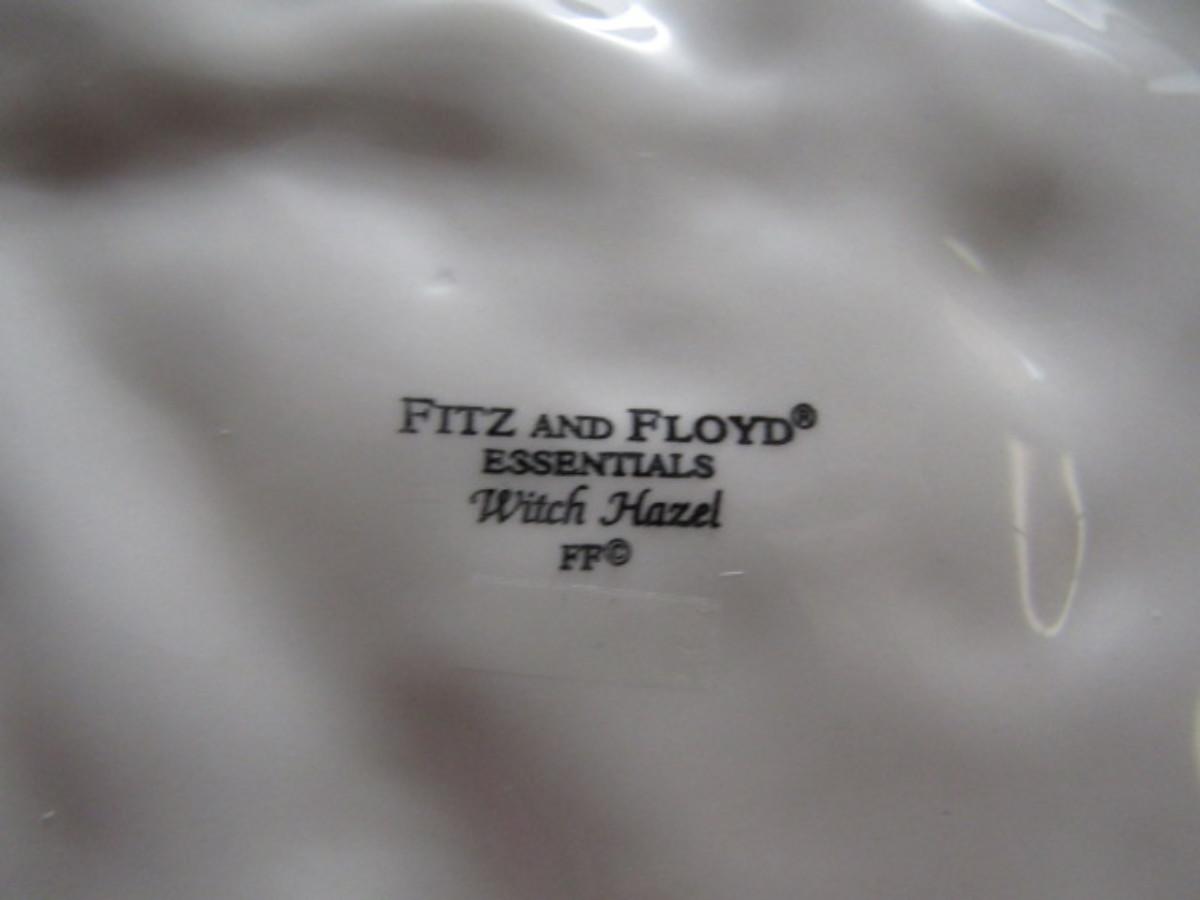 FITZ AND FLOYD®
ESSENTIALS
Witch Hazel
FF©